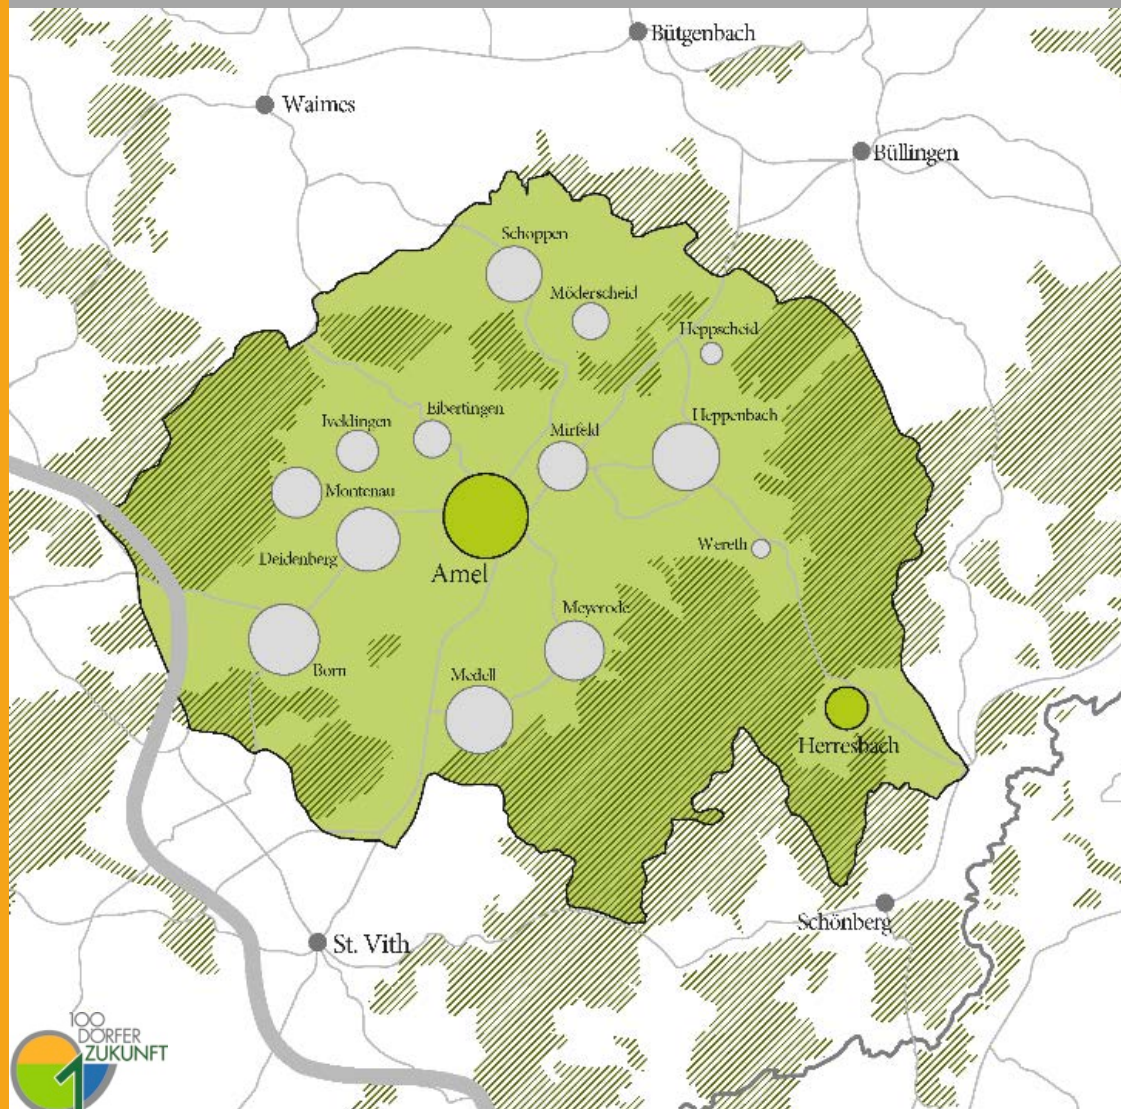 Bütgenbach
Waimes
Büllingen
Schoppen
Möderscheid
Heppscheid
Iveldingen
Eibertingen
Mirfeld
Heppenbach
Montenau
Deidenberg
Amel
Wereth
Meyerode
Born
Medell
Herresbach
Schönberg
St. Vith
100
DÖRFER
1
ZUKUNFT